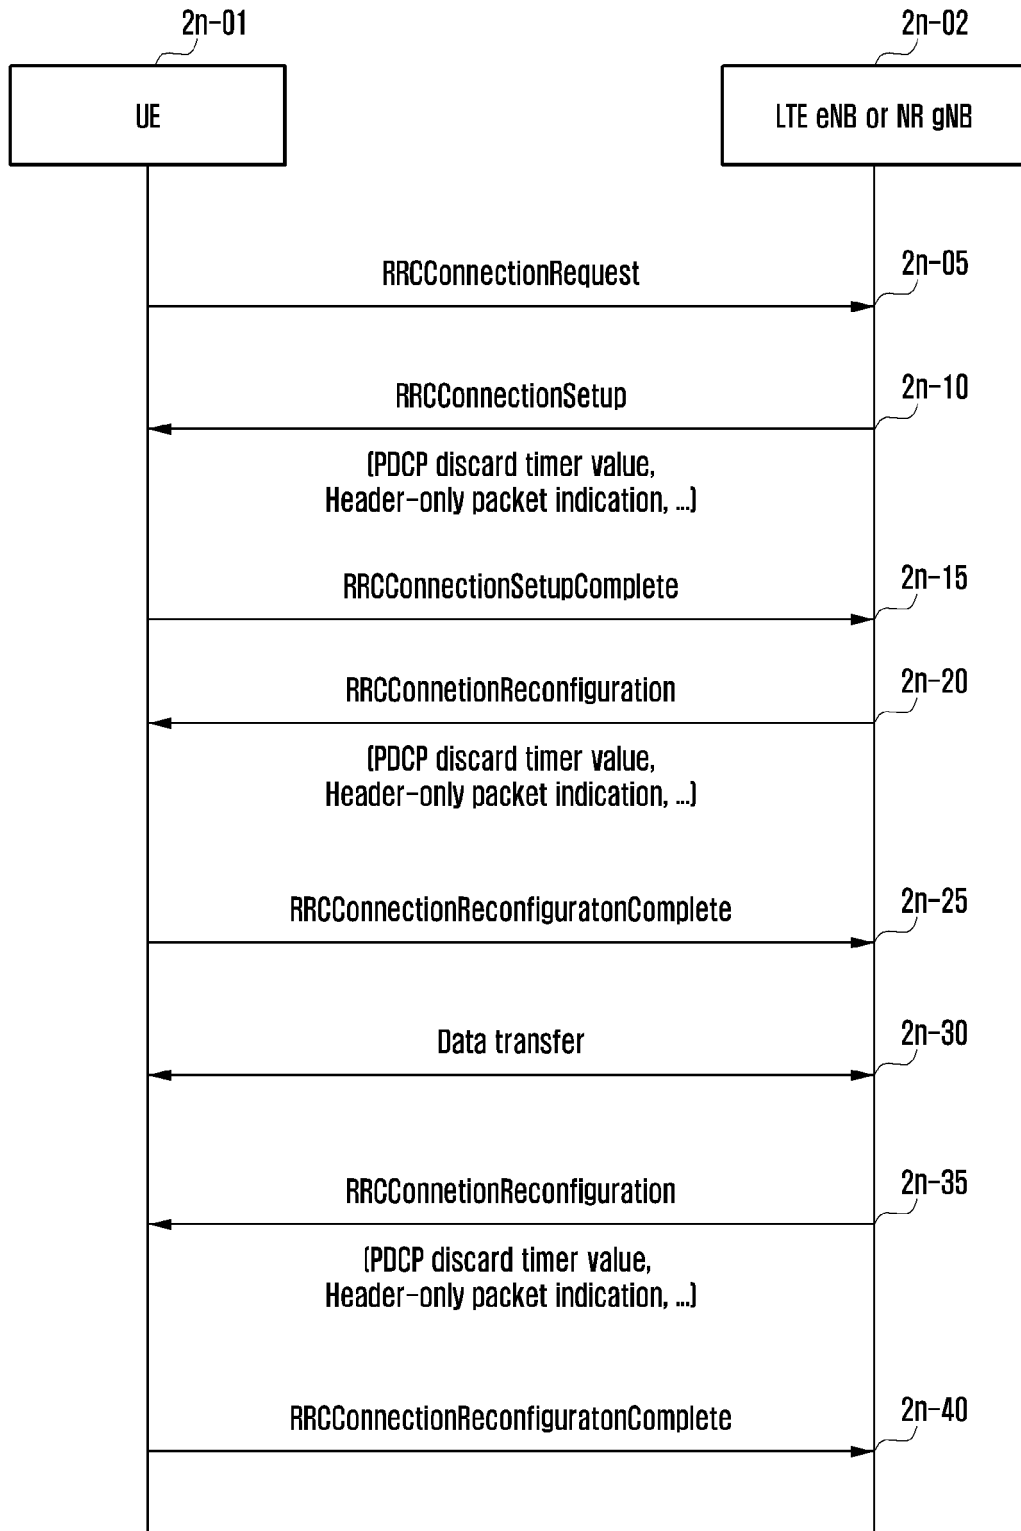 2n-01
2n-02
UE
LTE eNB or NR gNB
RRCConnectionRequest
2n-05
RRCConnectionSetup
2n-10
(PDCP discard timer value,
Header-only packet indication, ...)
RRCConnectionSetupComplete
2n-15
RRCConnetionReconfiguration
2n-20
(PDCP discard timer value,
Header-only packet indication, ...)
RRCConnectionReconfiguratonComplete
2n-25
Data transfer
2n-30
RRCConnetionReconfiguration
2n-35
(PDCP discard timer value,
Header-only packet indication, ...)
RRCConnectionReconfiguratonComplete
2n-40